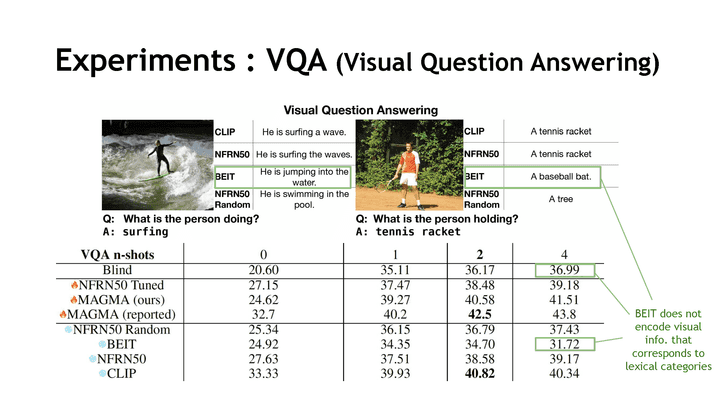 Experiments : VQA (Visual Question Answering)
Visual Question Answering
CLIP He is surfing a wave.
NFRN50 He is surfing the waves.
BEIT He is jumping into the water.
NFRN50 Random He is swimming in the pool.
Q: What is the person doing?
A: surfing
CLIP A tennis racket
NFRN50 A tennis racket
BEIT A baseball bat.
NFRN50 Random A tree
Q: What is the person holding?
A: tennis racket
VQA n-shots 0 1 2 4
Blind 20.60 35.11 36.17 36.99
NFRN50 Tuned 27.15 37.47 38.48 39.18
MAGMA (ours) 24.62 39.27 40.58 41.51
MAGMA (reported) 32.7 40.2 42.5 43.8
NFRN50 Random 25.34 36.15 36.79 37.43
BEIT 24.92 34.35 34.70 31.72
NFRN50 27.63 37.51 38.58 39.17
CLIP 33.33 39.93 40.82 40.34
BEIT does not
encode visual
info. that
corresponds to
lexical categories